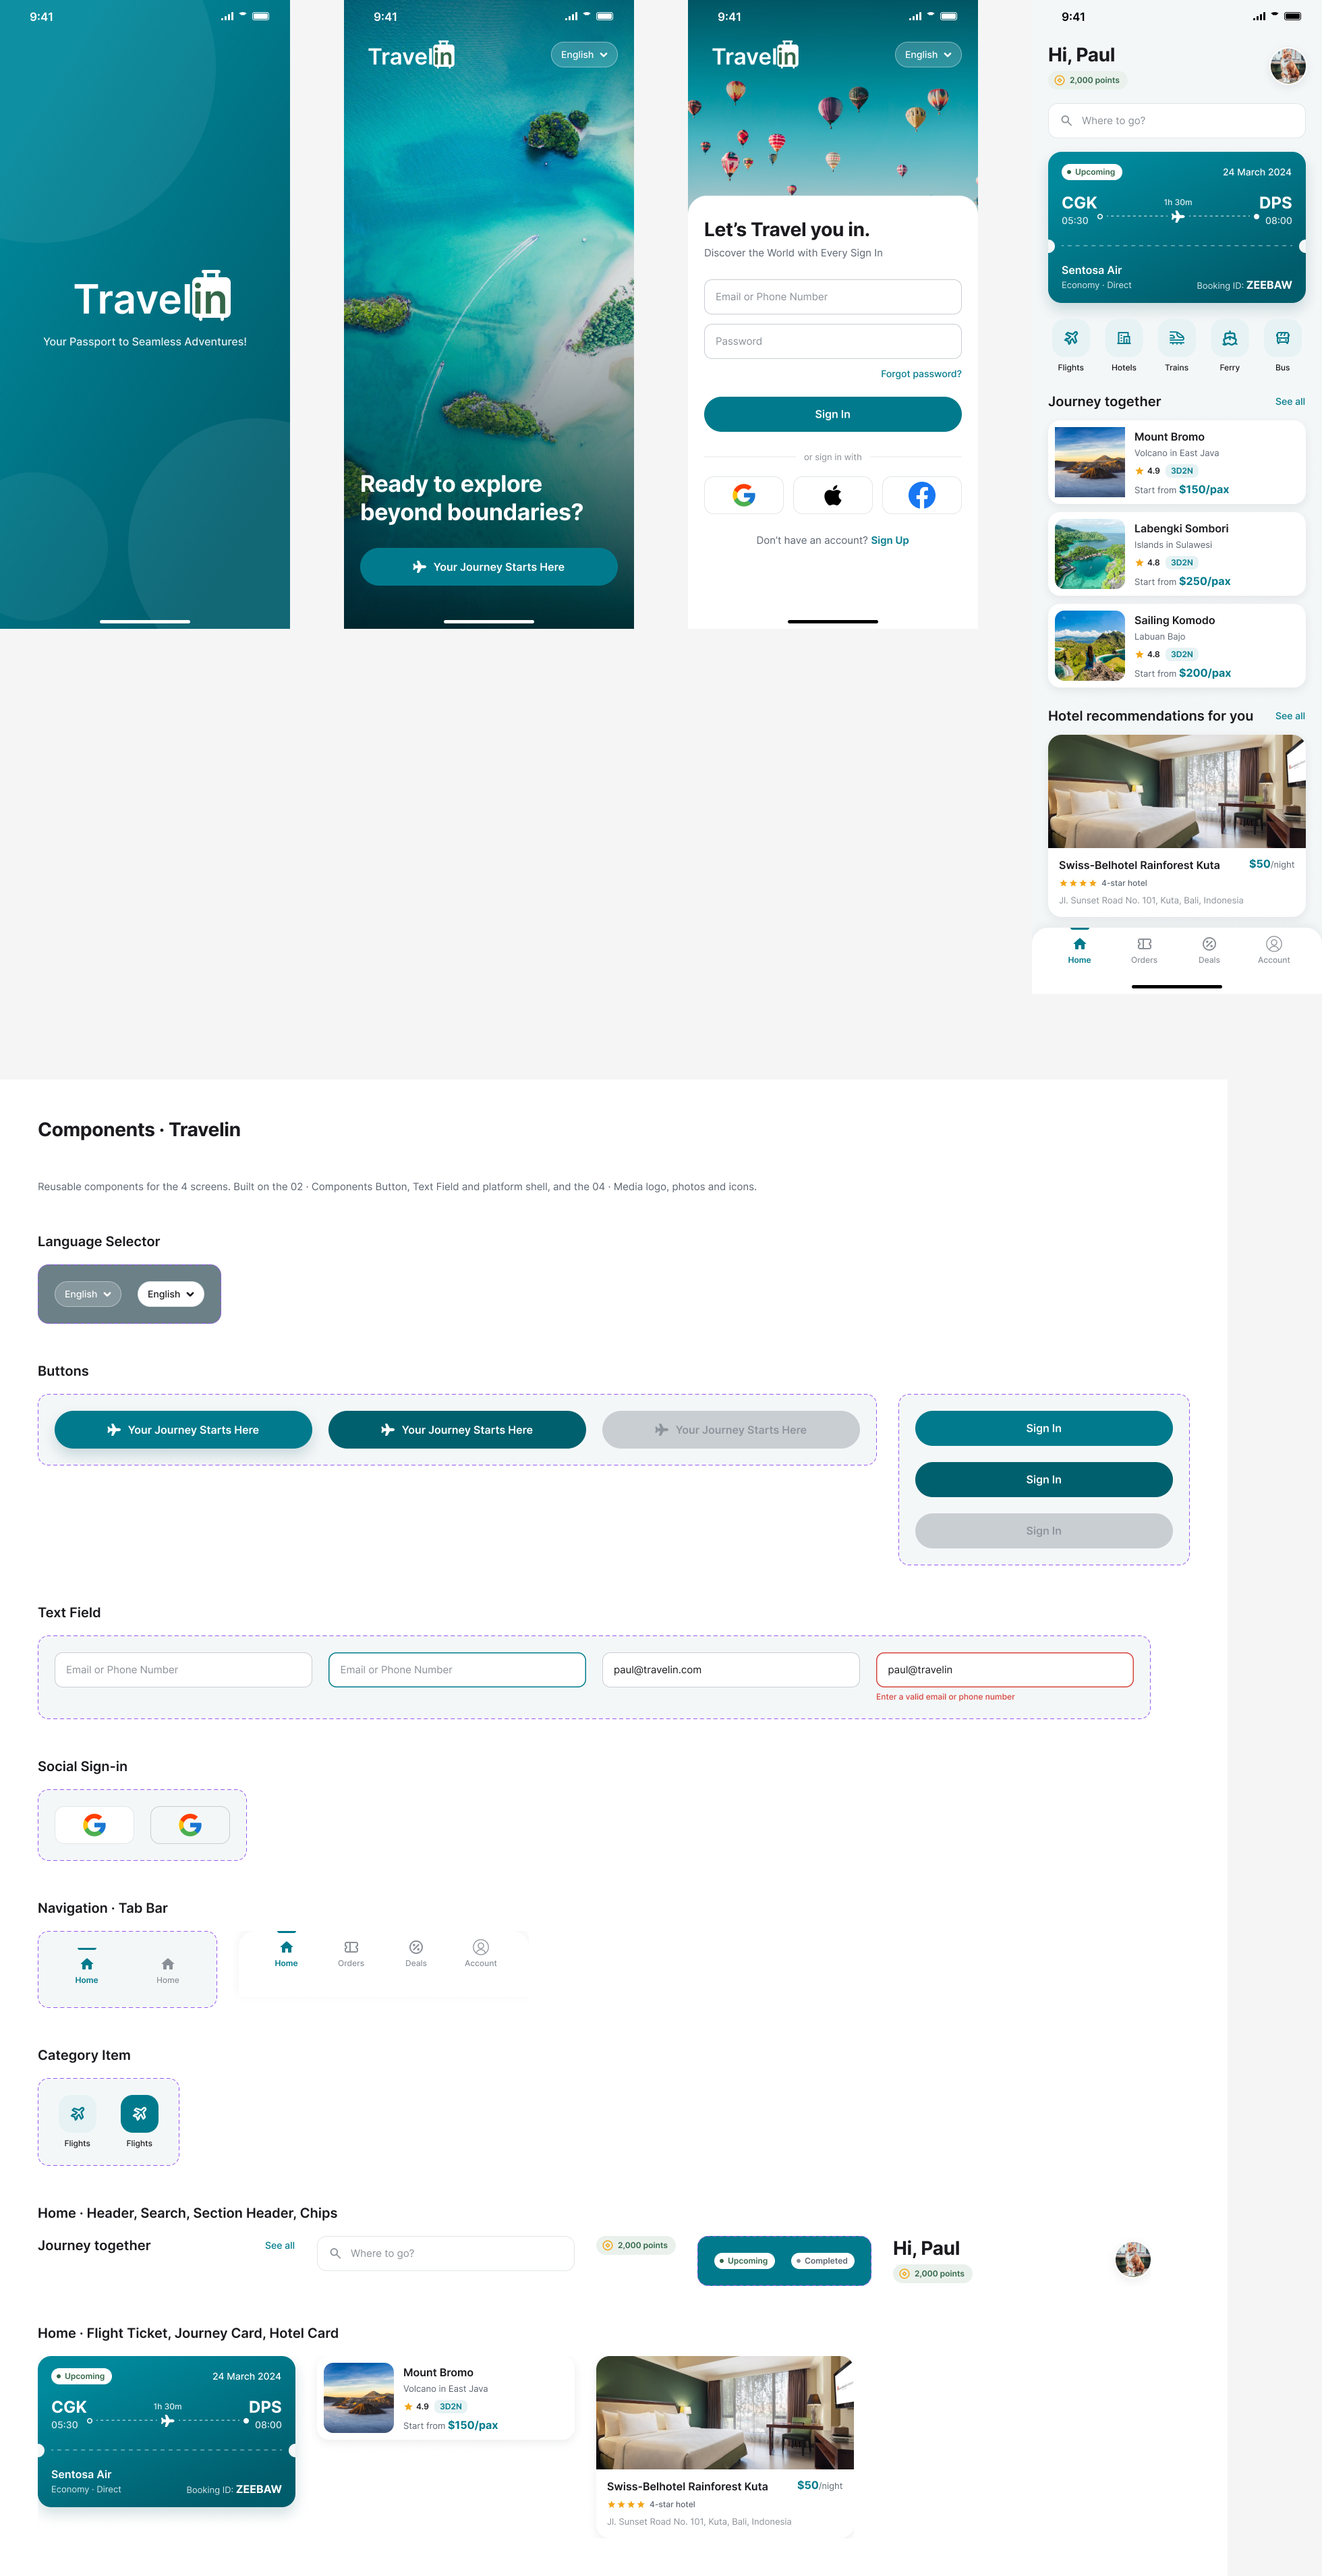 9:41
Travelin
Your Passport to Seamless Adventures!
9:41
Travelin
English
Ready to explore
beyond boundaries?
Your Journey Starts Here
9:41
Travelin
English
Let's Travel you in.
Discover the World with Every Sign In
Email or Phone Number
Password
Forgot password?
Sign In
or sign in with
Don't have an account? Sign Up
9:41
Hi, Paul
2,000 points
Where to go?
Upcoming
24 March 2024
CGK
1h 30m
DPS
05:30
08:00
Sentosa Air
Economy · Direct
Booking ID: ZEEBAW
Flights
Hotels
Trains
Ferry
Bus
Journey together
See all
Mount Bromo
Volcano in East Java
4.9
3D2N
Start from $150/pax
Labengki Sombori
Islands in Sulawesi
4.8
3D2N
Start from $250/pax
Sailing Komodo
Labuan Bajo
4.8
3D2N
Start from $200/pax
Hotel recommendations for you
See all
Swiss-Belhotel Rainforest Kuta
$50/night
4-star hotel
Jl. Sunset Road No. 101, Kuta, Bali, Indonesia
Home
Orders
Deals
Account
Components · Travelin
Reusable components for the 4 screens. Built on the 02 · Components Button, Text Field and platform shell, and the 04 · Media logo, photos and icons.
Language Selector
English
English
Buttons
Your Journey Starts Here
Your Journey Starts Here
Your Journey Starts Here
Sign In
Sign In
Sign In
Text Field
Email or Phone Number
Email or Phone Number
paul@travelin.com
paul@travelin
Enter a valid email or phone number
Social Sign-in
Navigation · Tab Bar
Home
Home
Home
Orders
Deals
Account
Category Item
Flights
Flights
Home · Header, Search, Section Header, Chips
Journey together
See all
Where to go?
2,000 points
Upcoming
Completed
Hi, Paul
2,000 points
Home · Flight Ticket, Journey Card, Hotel Card
Upcoming
24 March 2024
CGK
1h 30m
DPS
05:30
08:00
Sentosa Air
Economy · Direct
Booking ID: ZEEBAW
Mount Bromo
Volcano in East Java
4.9
3D2N
Start from $150/pax
Swiss-Belhotel Rainforest Kuta
$50/night
4-star hotel
Jl. Sunset Road No. 101, Kuta, Bali, Indonesia